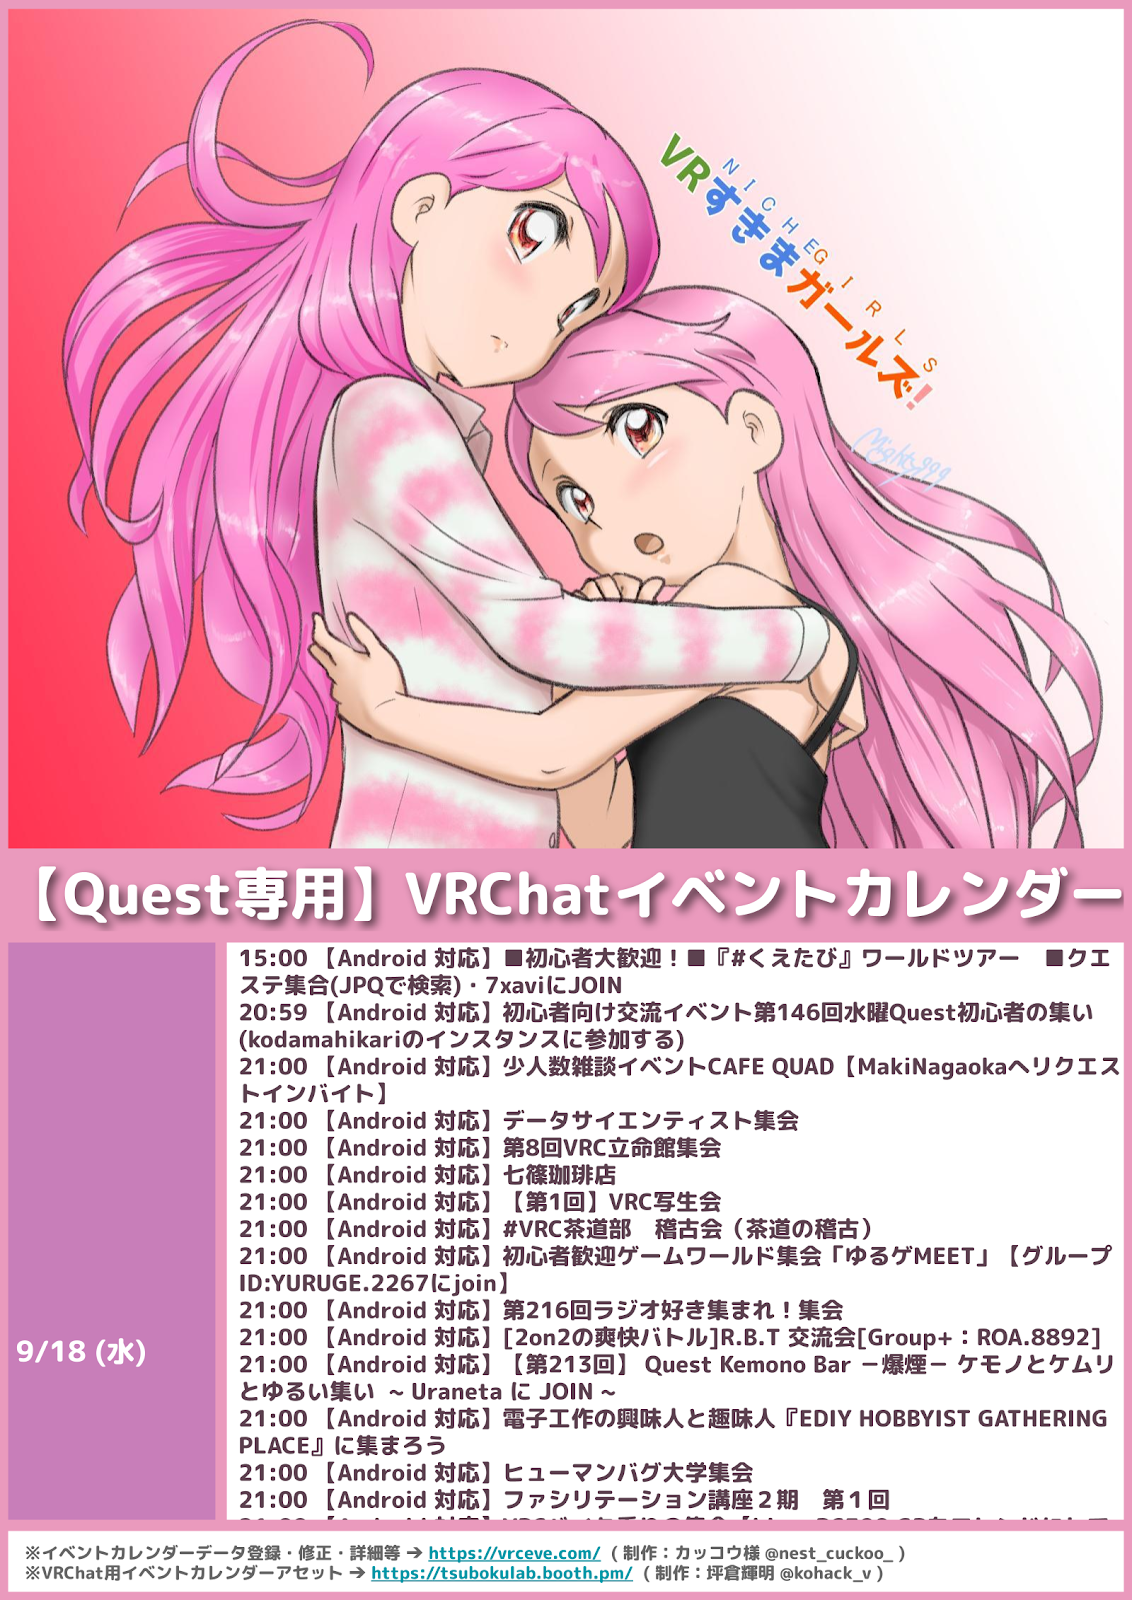 NICHE GIRLS
VRすきまガールズ!
Mighty999
【Quest専用】VRChatイベントカレンダー
9/18 (水)
15:00 【Android 対応】■初心者大歓迎！■『#くえたび』ワールドツアー　■クエ
ステ集合(JPQで検索)・7xaviにJOIN
20:59 【Android 対応】初心者向け交流イベント第146回水曜Quest初心者の集い
(kodamahikariのインスタンスに参加する)
21:00 【Android 対応】少人数雑談イベントCAFE QUAD【MakiNagaokaへリクエス
トインバイト】
21:00 【Android 対応】データサイエンティスト集会
21:00 【Android 対応】第8回VRC立命館集会
21:00 【Android 対応】七篠珈琲店
21:00 【Android 対応】【第1回】VRC写生会
21:00 【Android 対応】#VRC茶道部　稽古会（茶道の稽古）
21:00 【Android 対応】初心者歓迎ゲームワールド集会「ゆるゲMEET」【グループ
ID:YURUGE.2267にjoin】
21:00 【Android 対応】第216回ラジオ好き集まれ！集会
21:00 【Android 対応】[2on2の爽快バトル]R.B.T 交流会[Group+：ROA.8892]
21:00 【Android 対応】【第213回】 Quest Kemono Bar －爆煙－ ケモノとケムリ
とゆるい集い ～Uraneta に JOIN～
21:00 【Android 対応】電子工作の興味人と趣味人『EDIY HOBBYIST GATHERING
PLACE』に集まろう
21:00 【Android 対応】ヒューマンバグ大学集会
21:00 【Android 対応】ファシリテーション講座２期　第１回
※イベントカレンダーデータ登録・修正・詳細等 → https://vrceve.com/ （制作：カッコウ様 @nest_cuckoo_ ）
※VRChat用イベントカレンダーアセット → https://tsubokulab.booth.pm/ （制作：坪倉輝明 @kohack_v ）